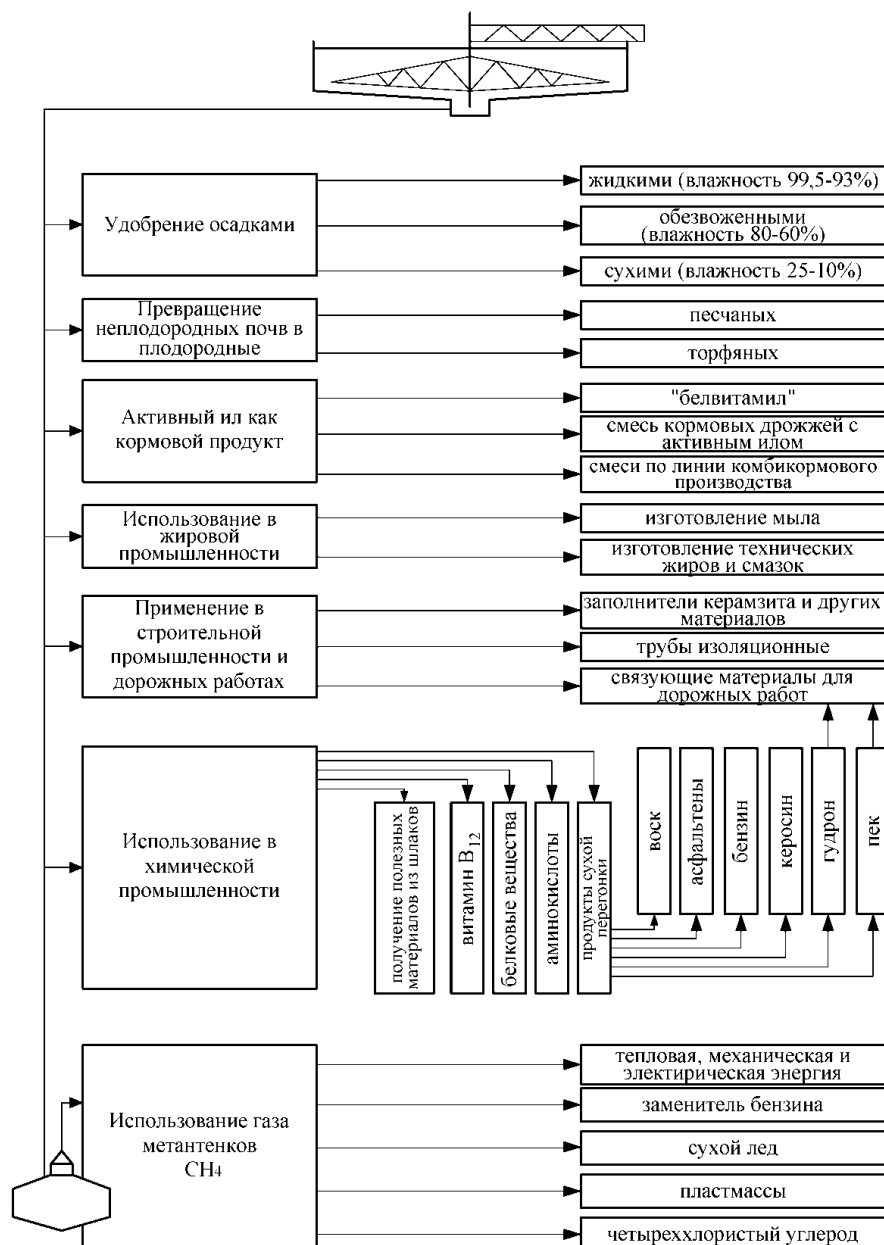 Удобрение осадками
жидкими (влажность 99,5-93%)
обезвоженными
(влажность 80-60%)
сухими (влажность 25-10%)
Превращение
неплодородных почв в
плодородные
песчаных
торфяных
Активный ил как
кормовой продукт
"белвитамил"
смесь кормовых дрожжей с
активным илом
смеси по линии комбикормового
производства
Использование в
жировой
промышленности
изготовление мыла
изготовление технических
жиров и смазок
Применение в
строительной
промышленности и
дорожных работах
заполнители керамзита и других
материалов
трубы изоляционные
связующие материалы для
дорожных работ
Использование в
химической
промышленности
получение полезных
материалов из шлаков
витамин B12
белковые вещества
аминокислоты
продукты сухой
перегонки
воск
асфальтены
бензин
керосин
гудрон
пек
Использование газа
метантенков
CH4
тепловая, механическая и
электирическая энергия
заменитель бензина
сухой лед
пластмассы
четыреххлористый углерод